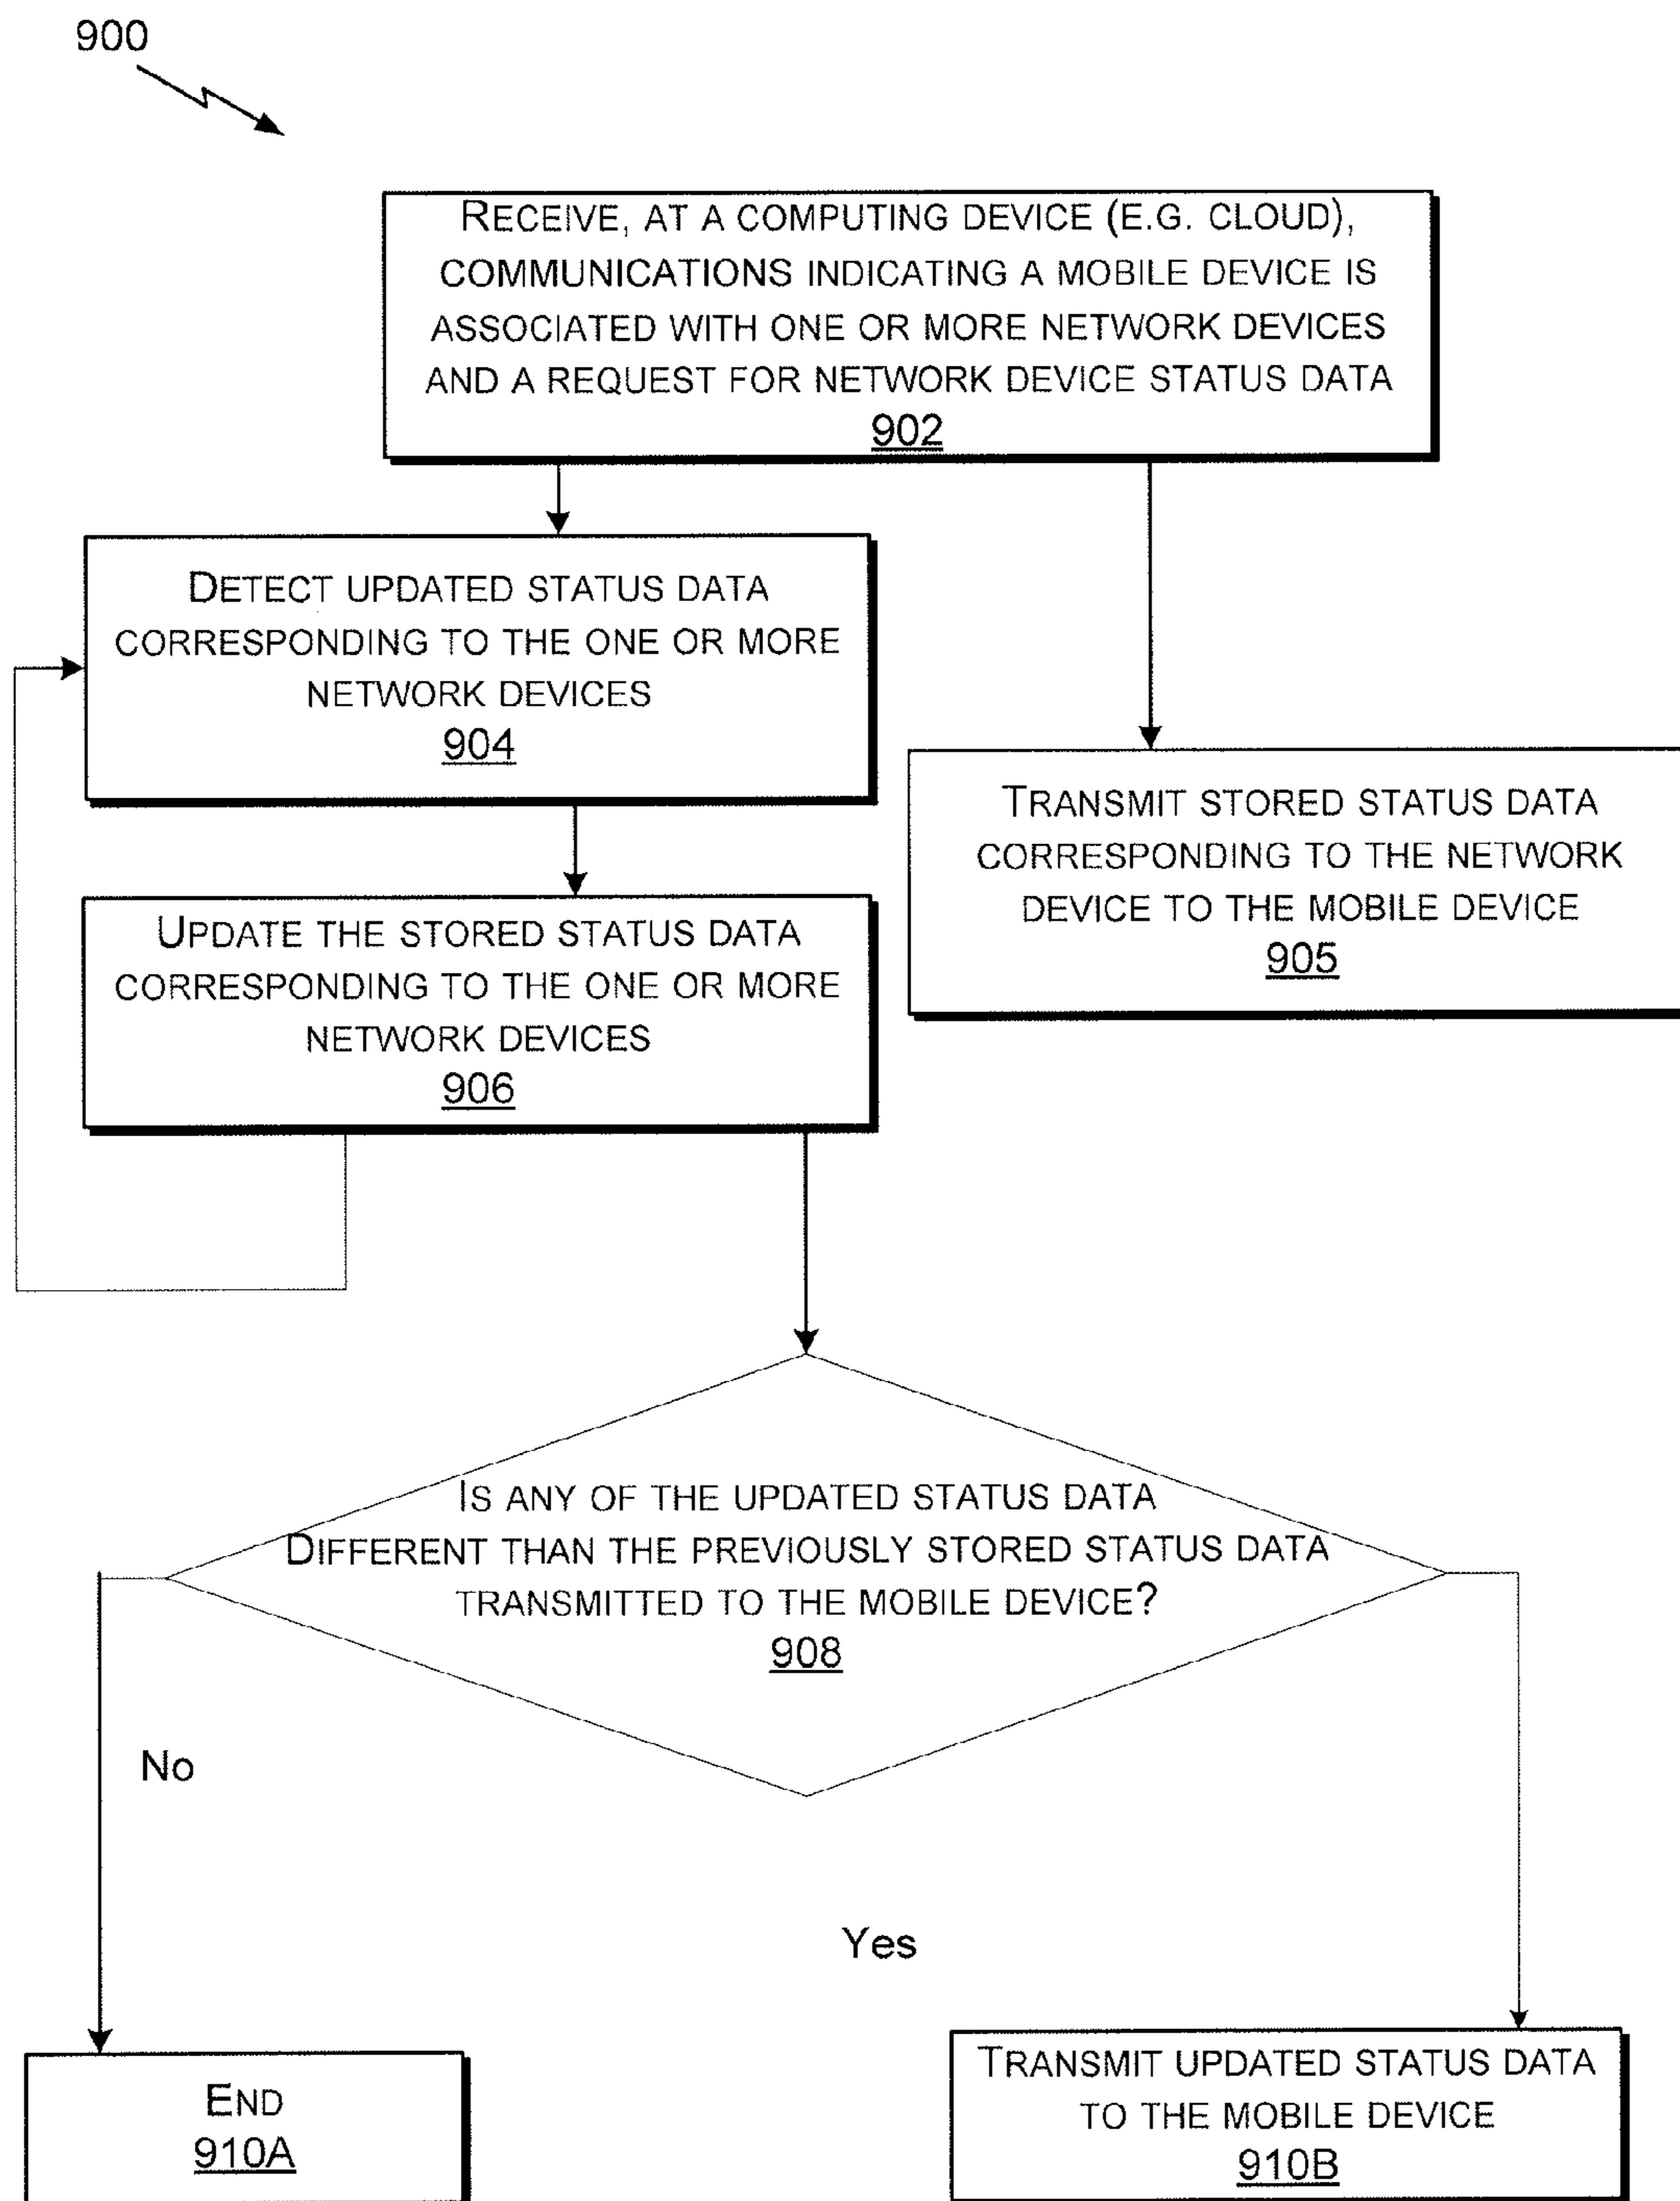 900
RECEIVE, AT A COMPUTING DEVICE (E.G. CLOUD),
COMMUNICATIONS INDICATING A MOBILE DEVICE IS
ASSOCIATED WITH ONE OR MORE NETWORK DEVICES
AND A REQUEST FOR NETWORK DEVICE STATUS DATA
902
DETECT UPDATED STATUS DATA
CORRESPONDING TO THE ONE OR MORE
NETWORK DEVICES
904
TRANSMIT STORED STATUS DATA
CORRESPONDING TO THE NETWORK
DEVICE TO THE MOBILE DEVICE
905
UPDATE THE STORED STATUS DATA
CORRESPONDING TO THE ONE OR MORE
NETWORK DEVICES
906
IS ANY OF THE UPDATED STATUS DATA
DIFFERENT THAN THE PREVIOUSLY STORED STATUS DATA
TRANSMITTED TO THE MOBILE DEVICE?
908
No
Yes
END
910A
TRANSMIT UPDATED STATUS DATA
TO THE MOBILE DEVICE
910B